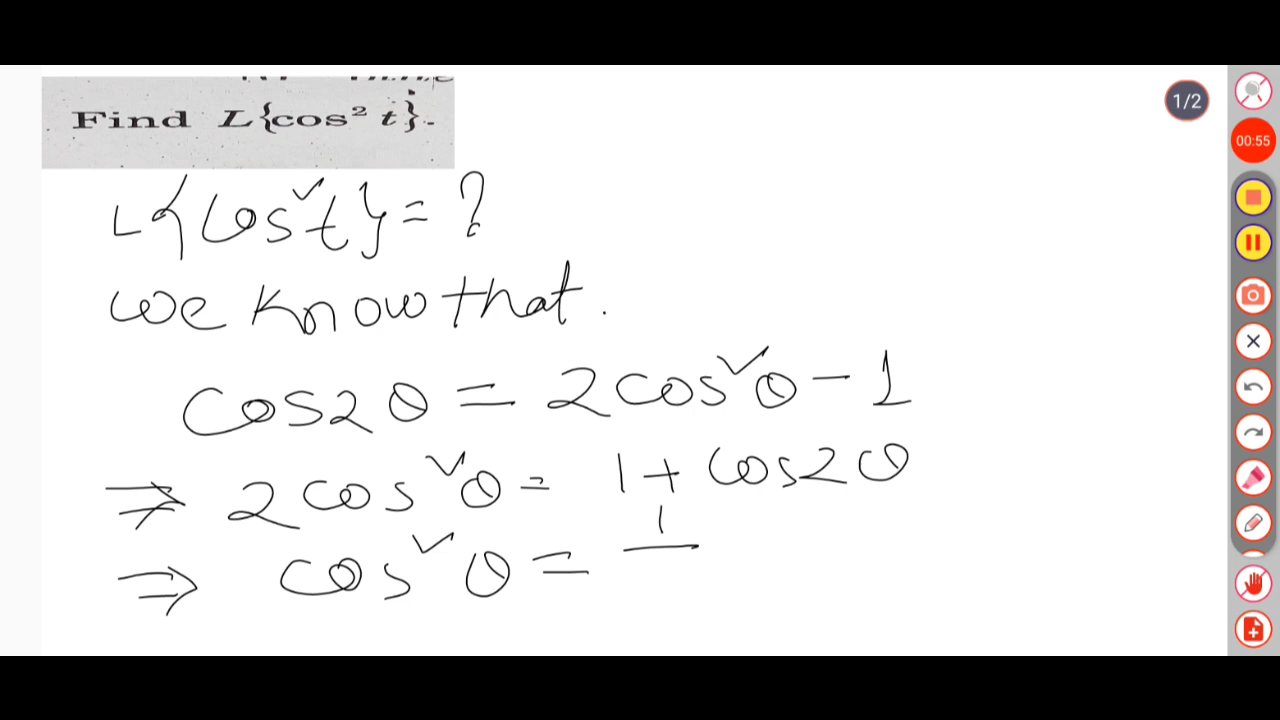 Find L{cos² t}.
1/2
00:55
L{cos²t} = ?
we know that.
cos2θ = 2cos²θ - 1
⇒ 2cos²θ = 1 + cos2θ
⇒ cos²θ = 1/